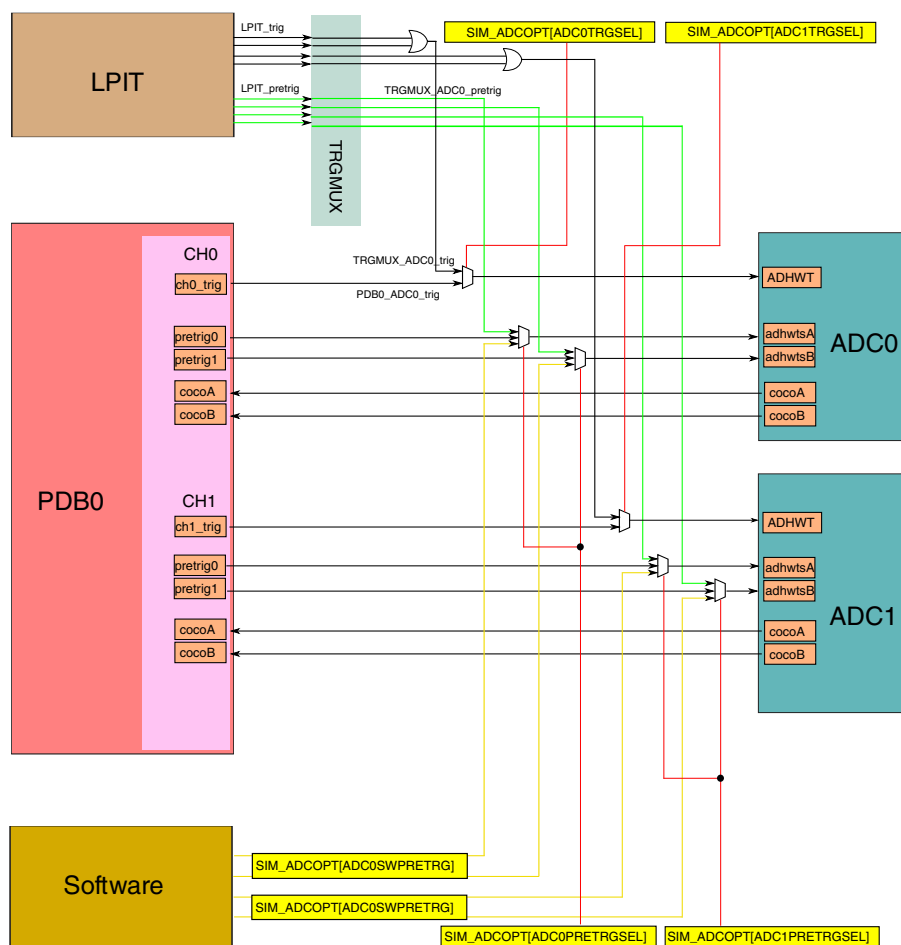 LPIT_trig
SIM_ADCOPT[ADC0TRGSEL]
SIM_ADCOPT[ADC1TRGSEL]
LPIT
LPIT_pretrig
TRGMUX_ADC0_pretrig
TRGMUX
CH0
TRGMUX_ADC0_trig
ch0_trig
PDB0_ADC0_trig
ADHWT
pretrig0
adhwtsA
pretrig1
adhwtsB
ADC0
cocoA
cocoA
cocoB
cocoB
PDB0
CH1
ch1_trig
ADHWT
pretrig0
adhwtsA
pretrig1
adhwtsB
ADC1
cocoA
cocoA
cocoB
cocoB
Software
SIM_ADCOPT[ADC0SWPRETRG]
SIM_ADCOPT[ADC0SWPRETRG]
SIM_ADCOPT[ADC0PRETRGSEL]
SIM_ADCOPT[ADC1PRETRGSEL]